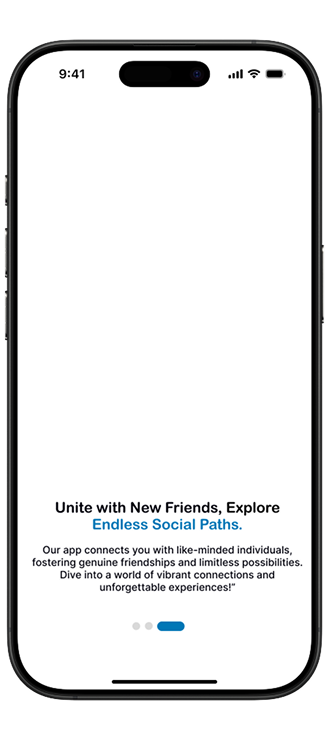 9:41
Unite with New Friends, Explore
Endless Social Paths.
Our app connects you with like-minded individuals,
fostering genuine friendships and limitless possibilities.
Dive into a world of vibrant connections and
unforgettable experiences!"